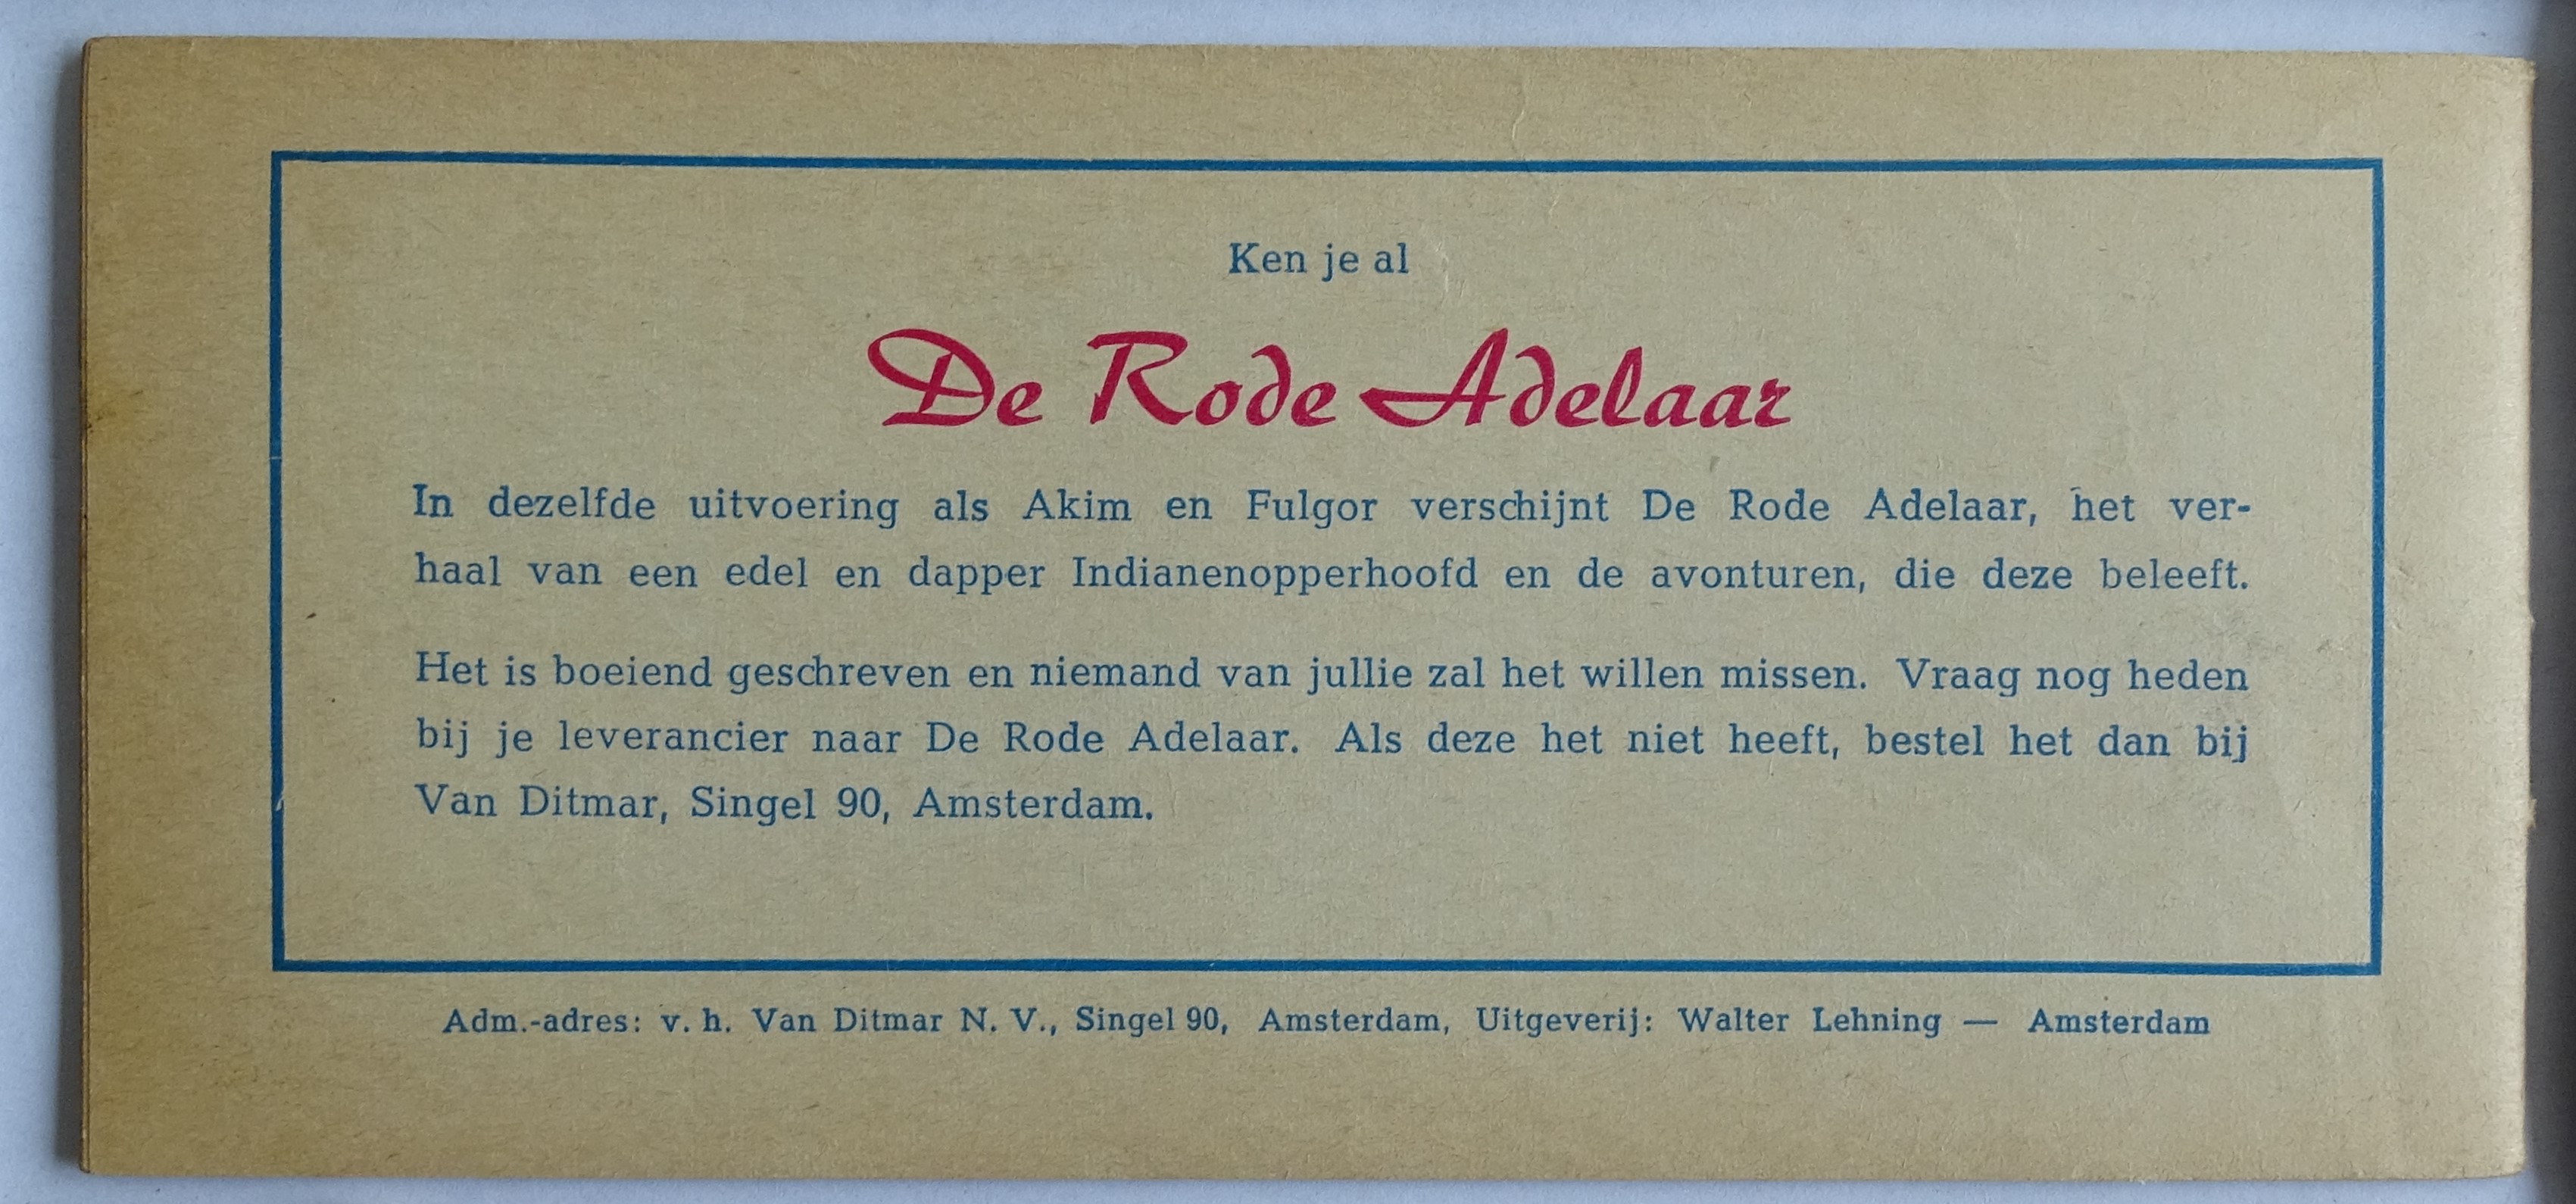 Ken je al
De Rode Adelaar
In dezelfde uitvoering als Akim en Fulgor verschijnt De Rode Adelaar, het ver-
haal van een edel en dapper Indianenopperhoofd en de avonturen, die deze beleeft.
Het is boeiend geschreven en niemand van jullie zal het willen missen. Vraag nog heden
bij je leverancier naar De Rode Adelaar. Als deze het niet heeft, bestel het dan bij
Van Ditmar, Singel 90, Amsterdam.
Adm.-adres: v. h. Van Ditmar N. V., Singel 90, Amsterdam, Uitgeverij: Walter Lehning — Amsterdam